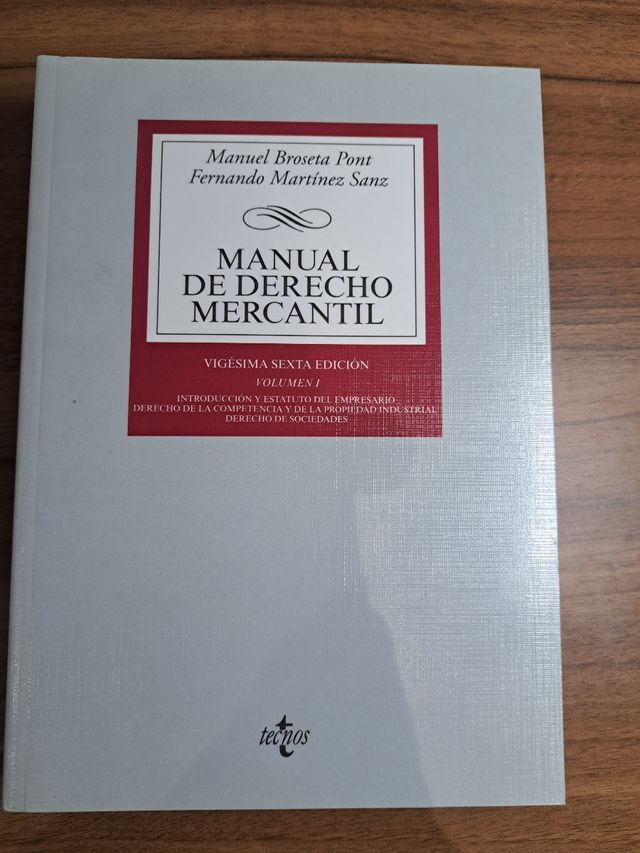 Manuel Broseta Pont
Fernando Martínez Sanz
MANUAL
DE DERECHO
MERCANTIL
VIGÉSIMA SEXTA EDICIÓN
VOLUMEN I
INTRODUCCIÓN Y ESTATUTO DEL EMPRESARIO
DERECHO DE LA COMPETENCIA Y DE LA PROPIEDAD INDUSTRIAL
DERECHO DE SOCIEDADES
tecnos